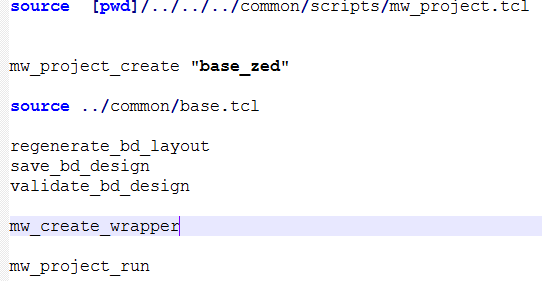 source  [pwd]/../../../common/scripts/mw_project.tcl
mw_project_create "base_zed"
source ../common/base.tcl
regenerate_bd_layout
save_bd_design
validate_bd_design
mw_create_wrapper
mw_project_run